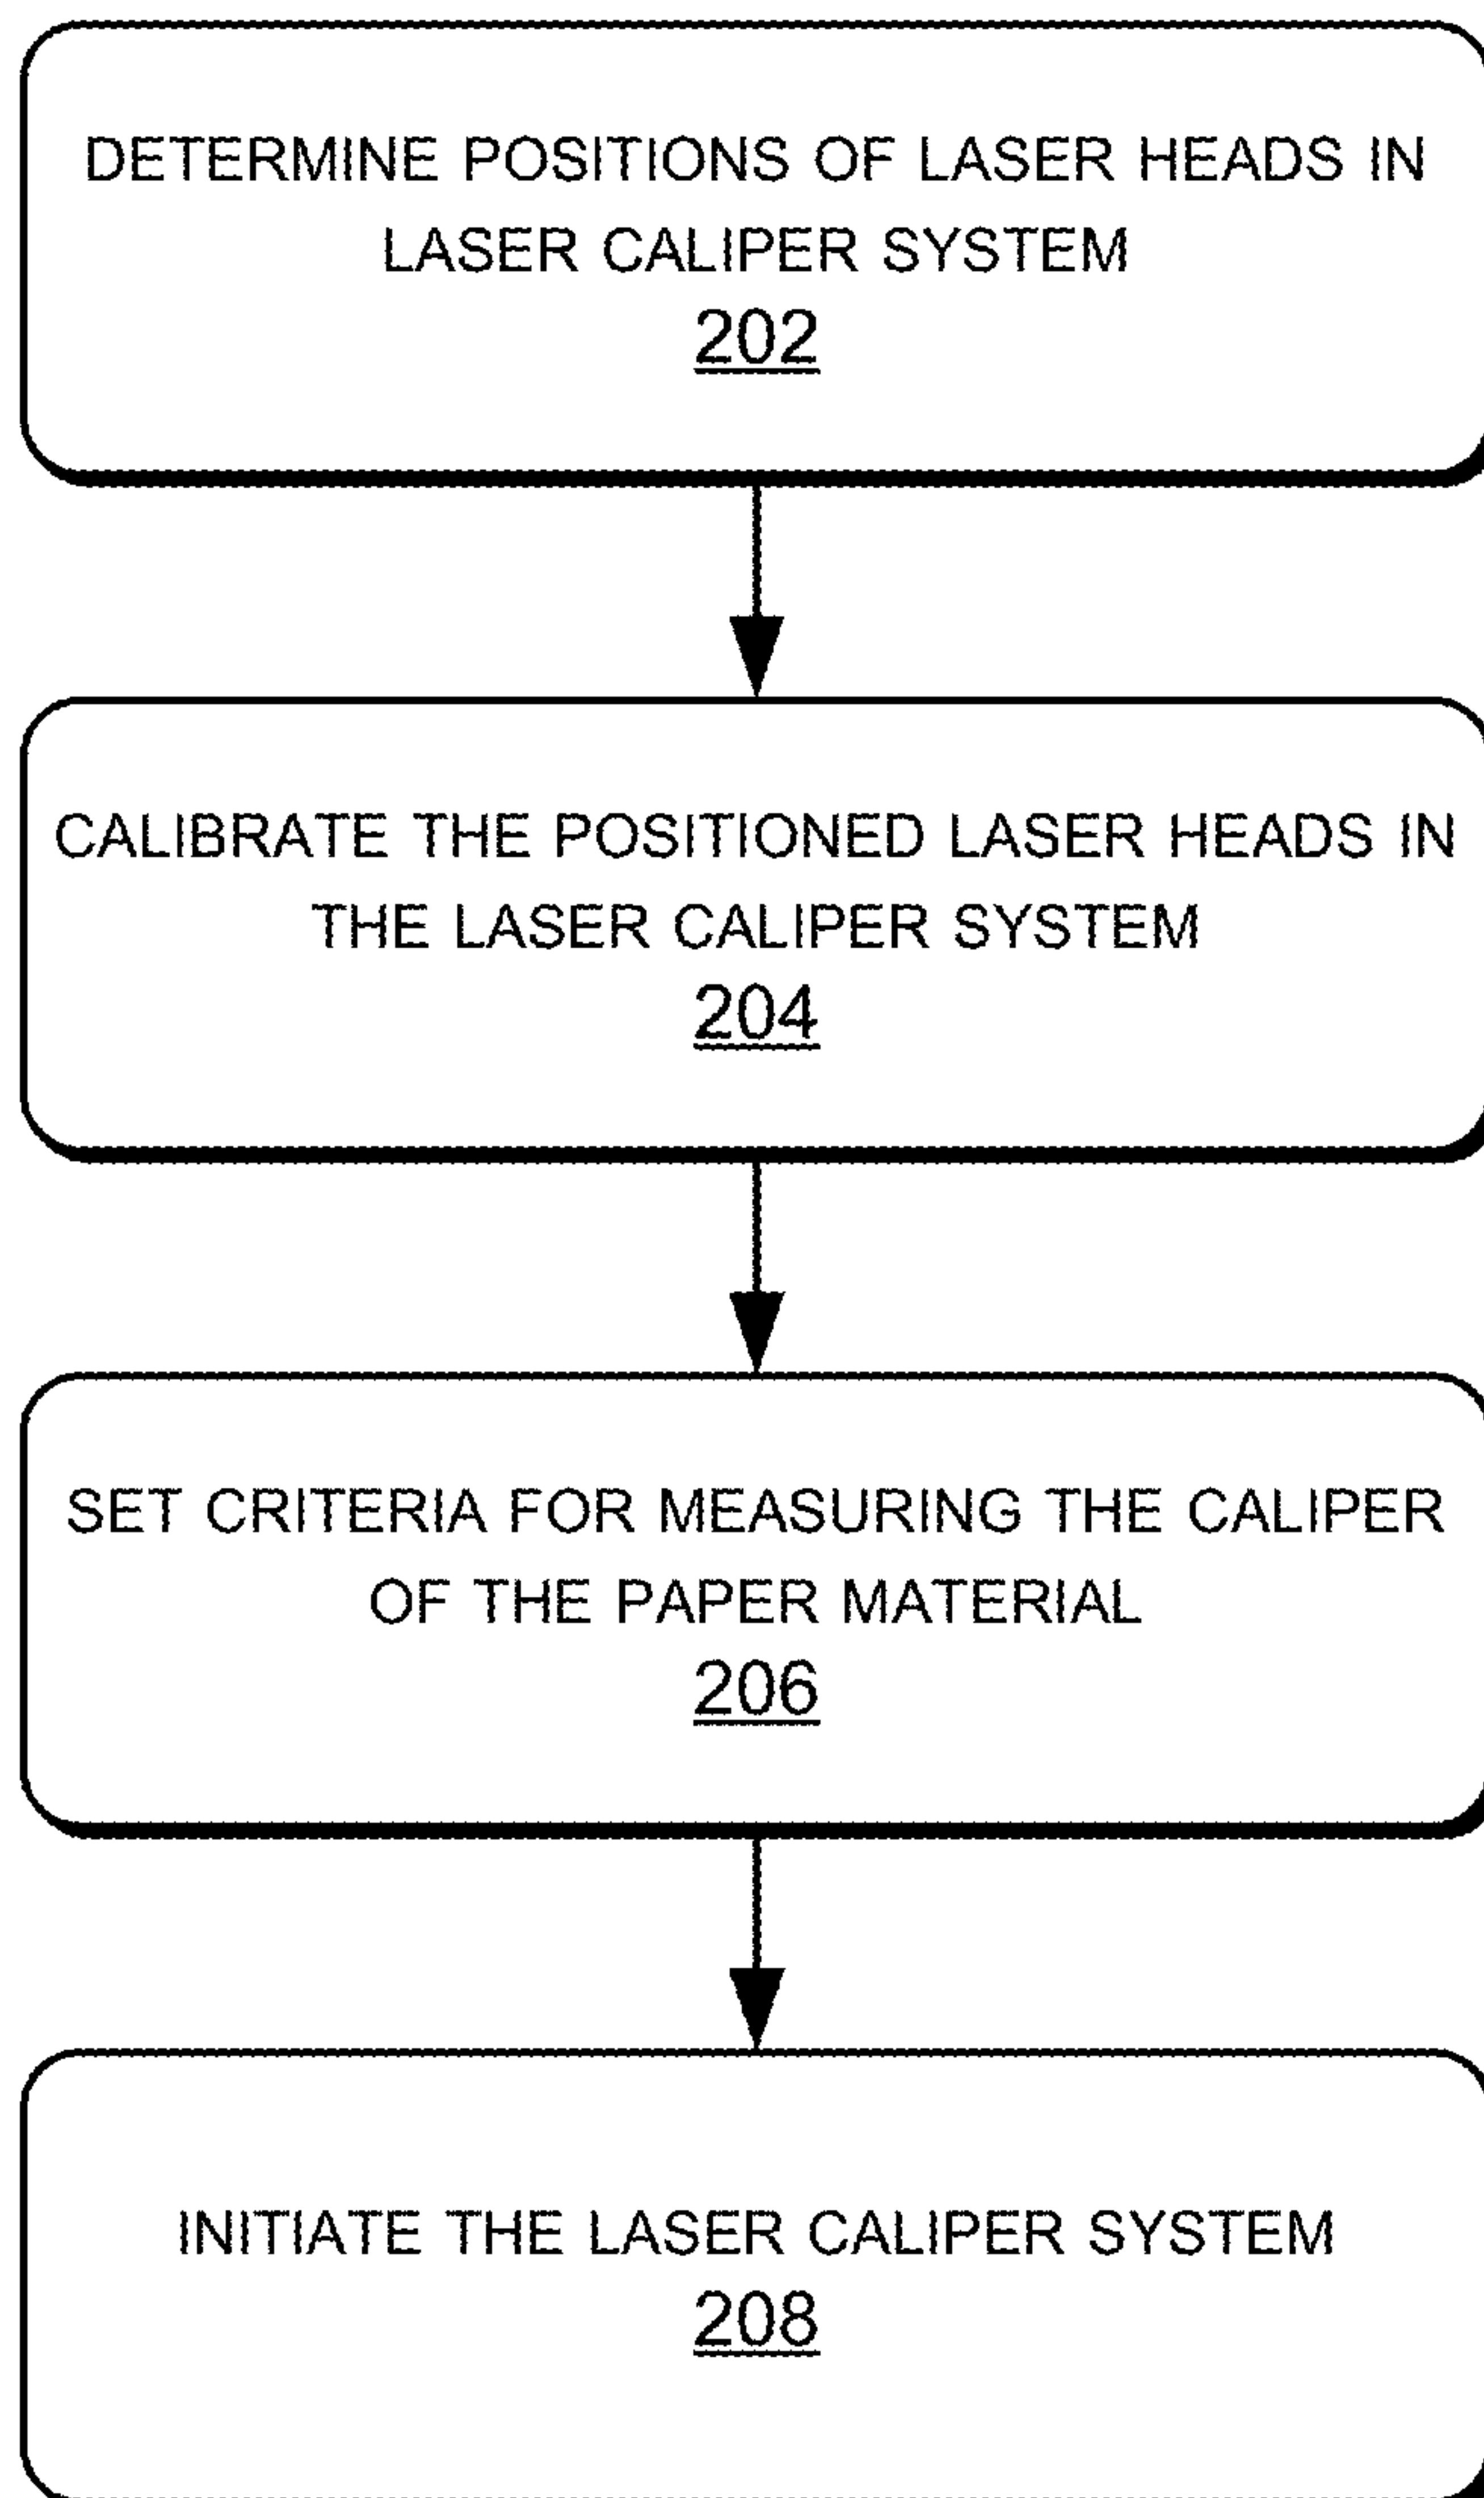 DETERMINE POSITIONS OF LASER HEADS IN
LASER CALIPER SYSTEM
202
CALIBRATE THE POSITIONED LASER HEADS IN
THE LASER CALIPER SYSTEM
204
SET CRITERIA FOR MEASURING THE CALIPER
OF THE PAPER MATERIAL
206
INITIATE THE LASER CALIPER SYSTEM
208